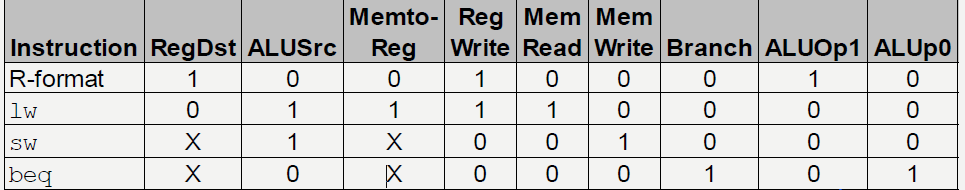 Instruction RegDst ALUSrc Memto-Reg Reg Write Mem Read Mem Write Branch ALUOp1 ALUp0
R-format 1 0 0 1 0 0 0 1 0
lw 0 1 1 1 1 0 0 0 0
sw X 1 X 0 0 1 0 0 0
beq X 0 X 0 0 0 1 0 1